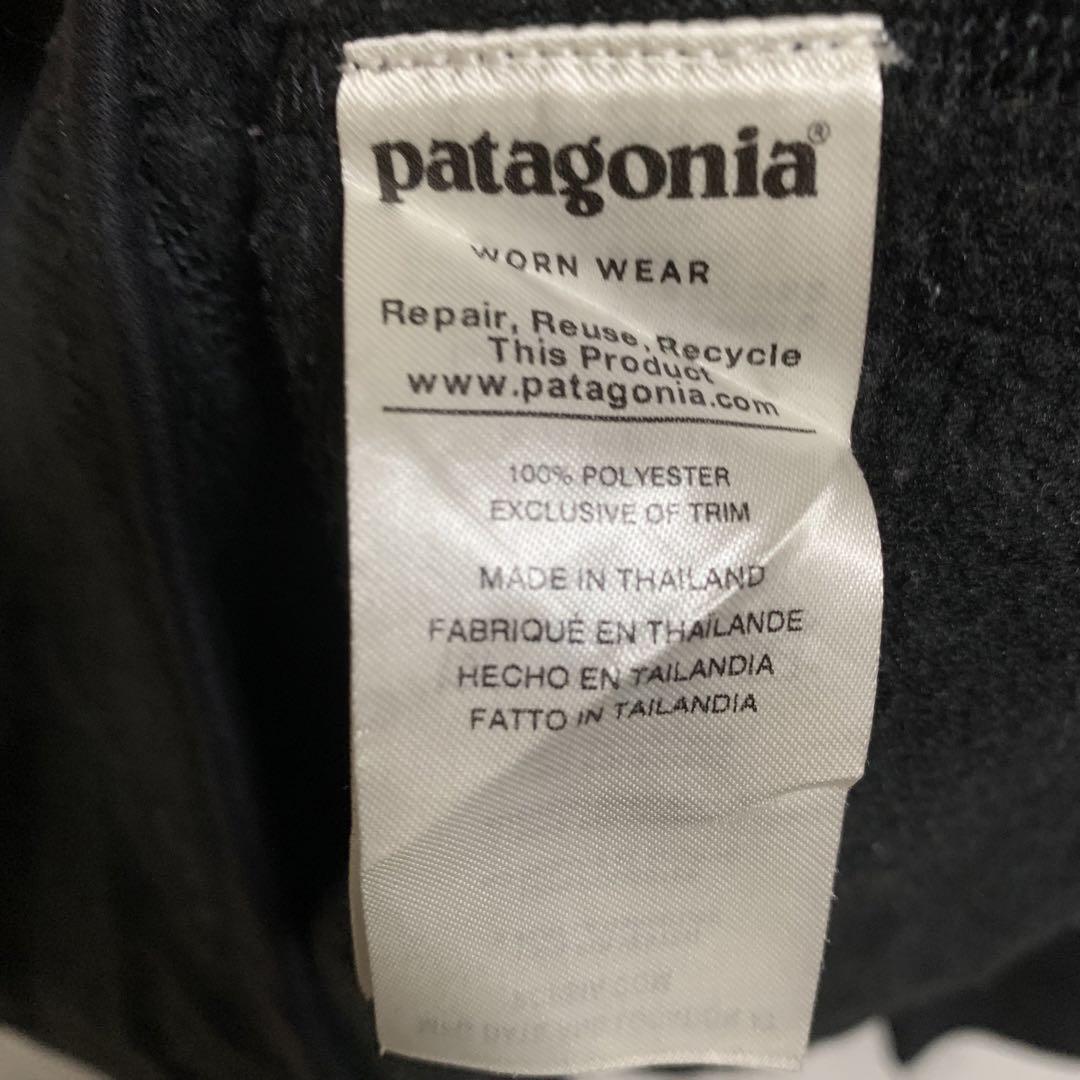 patagonia®
WORN WEAR
Repair, Reuse, Recycle
This Product
www.patagonia.com
100% POLYESTER
EXCLUSIVE OF TRIM
MADE IN THAILAND
FABRIQUÉ EN THAÏLANDE
HECHO EN TAILANDIA
FATTO IN TAILANDIA